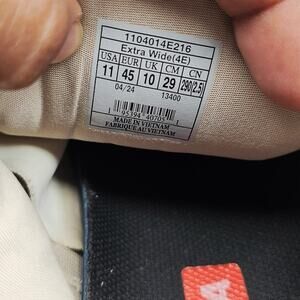 1104014E216
Extra Wide(4E)
USA EUR UK CM CN
11 45 10 29 290(2.5)
04/24 13400
MADE IN VIETNAM
FABRIQUE AU VIETNAM